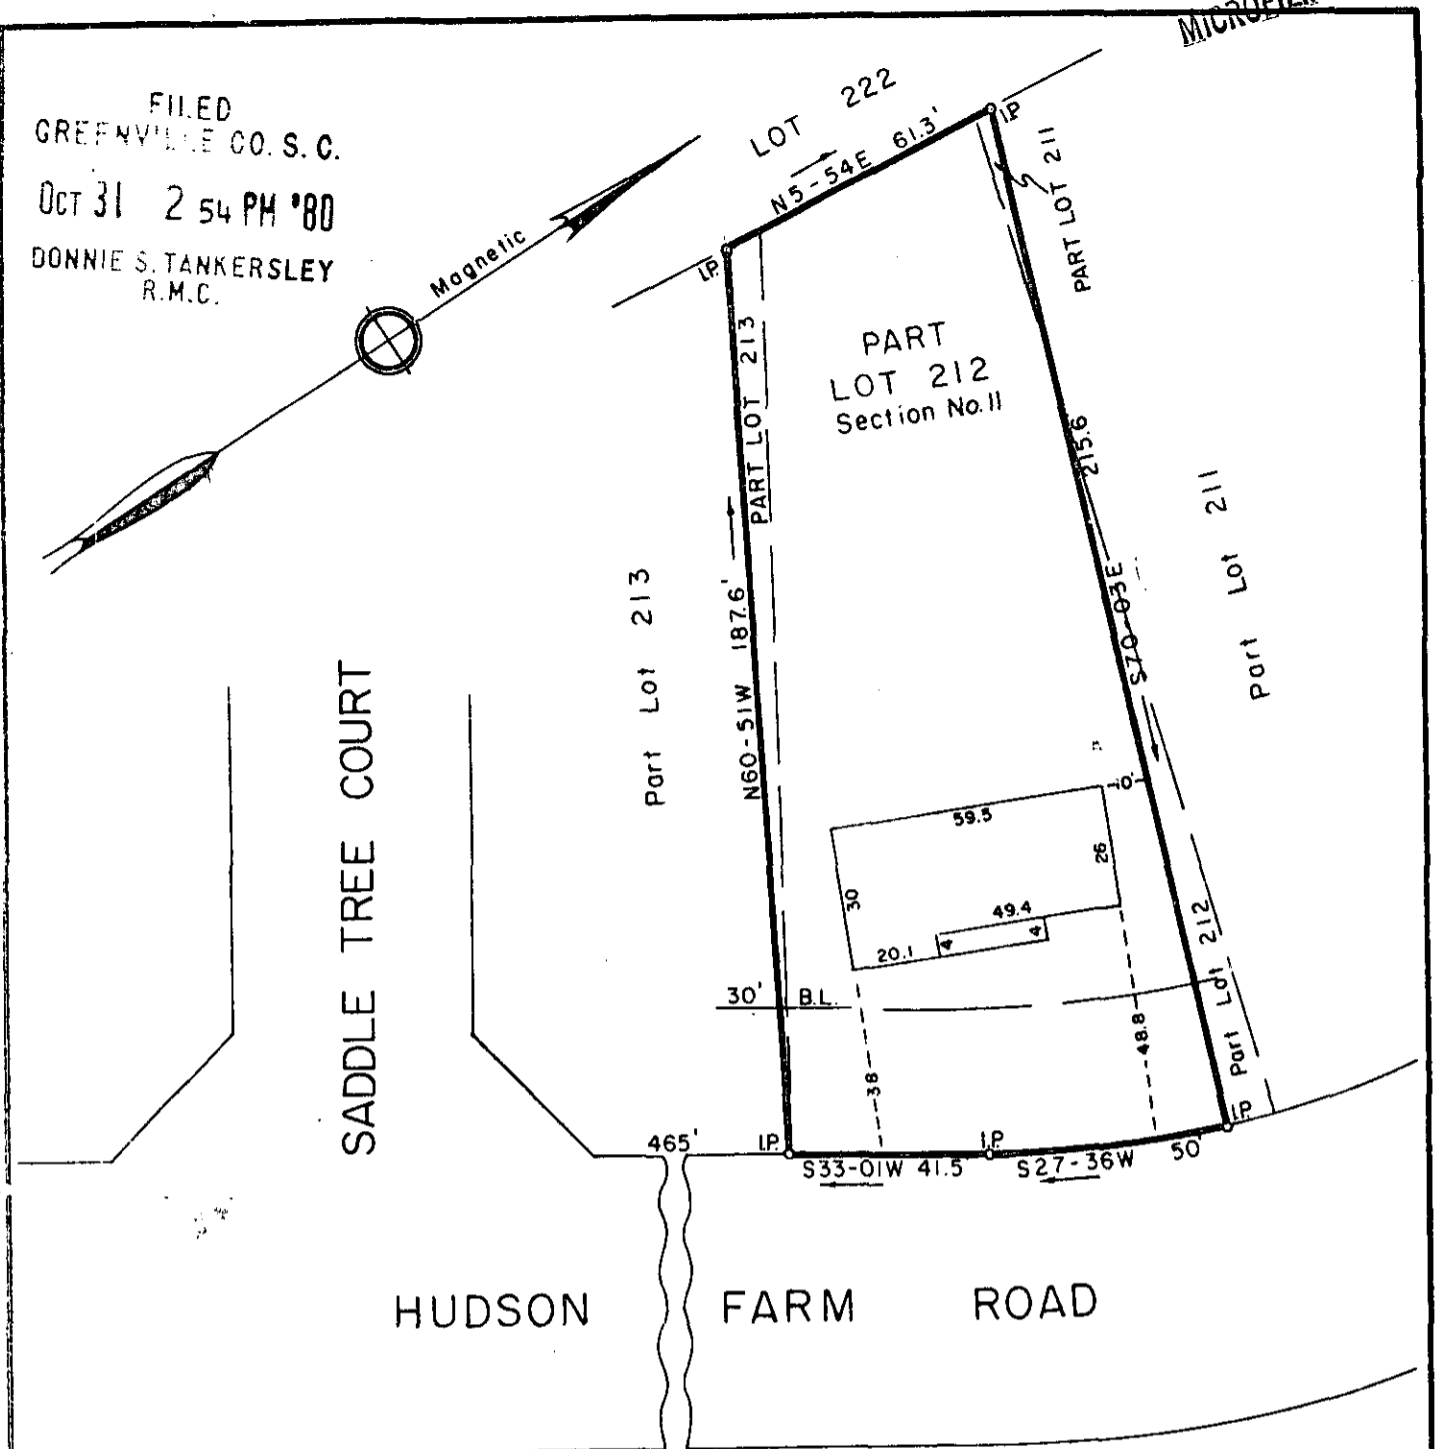 FILED
GREENVILLE CO. S. C.
OCT 31 2 54 PM '80
DONNIE S. TANKERSLEY
R.M.C.
Magnetic
LOT 222
N5-54E 61.3'
I.P.
I.P.
PART LOT 211
PART LOT 213
PART
LOT 212
Section No. II
215.6
S70-03E
Part Lot 211
Part Lot 213
N60-51W 187.6'
SADDLE TREE COURT
10'
59.5
26
30
49.4
4
4
20.1
30' B.L.
38
48.8
Part Lot 212
465'
I.P.
I.P.
I.P.
S33-01W 41.5'
S27-36W 50'
HUDSON FARM ROAD